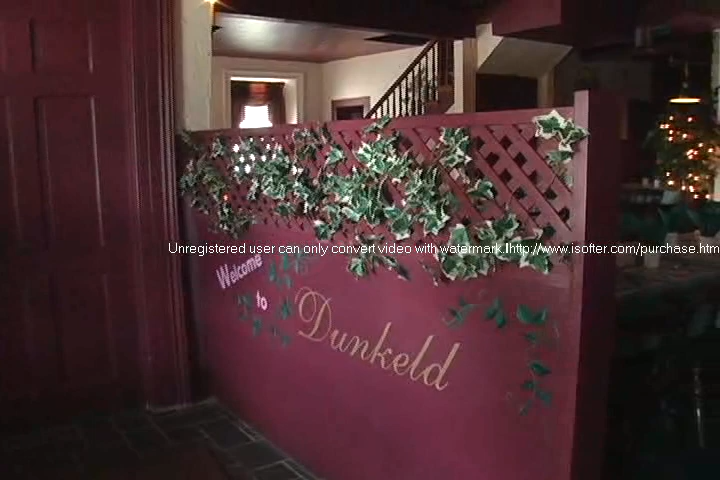 Unregistered user can only convert video with watermark.!http://www.isofter.com/purchase.htm
Welcome
to
Dunkeld